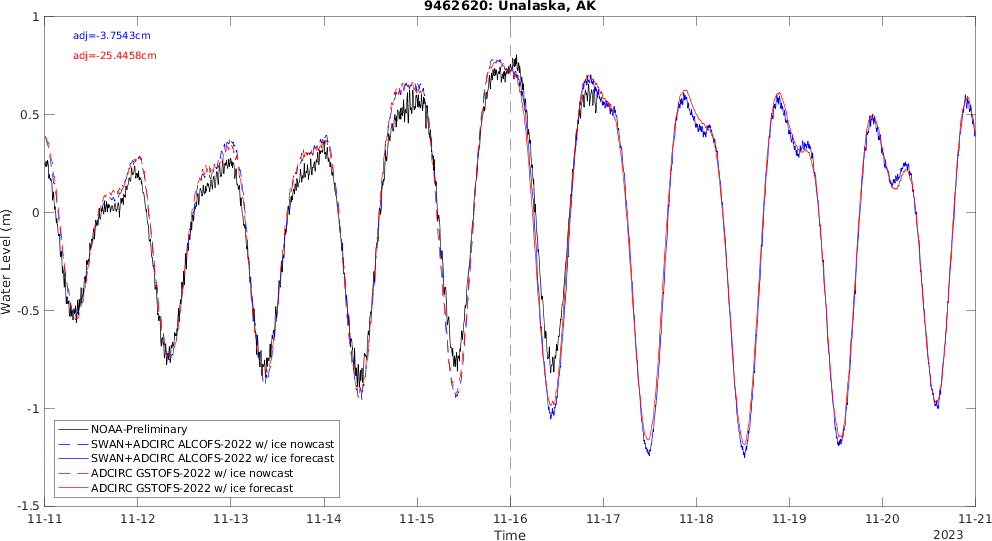 9462620: Unalaska, AK
adj=-3.7543cm
adj=-25.4458cm
1
0.5
0
-0.5
-1
-1.5
Water Level (m)
NOAA-Preliminary
SWAN+ADCIRC ALCOFS-2022 w/ ice nowcast
SWAN+ADCIRC ALCOFS-2022 w/ ice forecast
ADCIRC GSTOFS-2022 w/ ice nowcast
ADCIRC GSTOFS-2022 w/ ice forecast
11-11 11-12 11-13 11-14 11-15 11-16 11-17 11-18 11-19 11-20 11-21
Time
2023